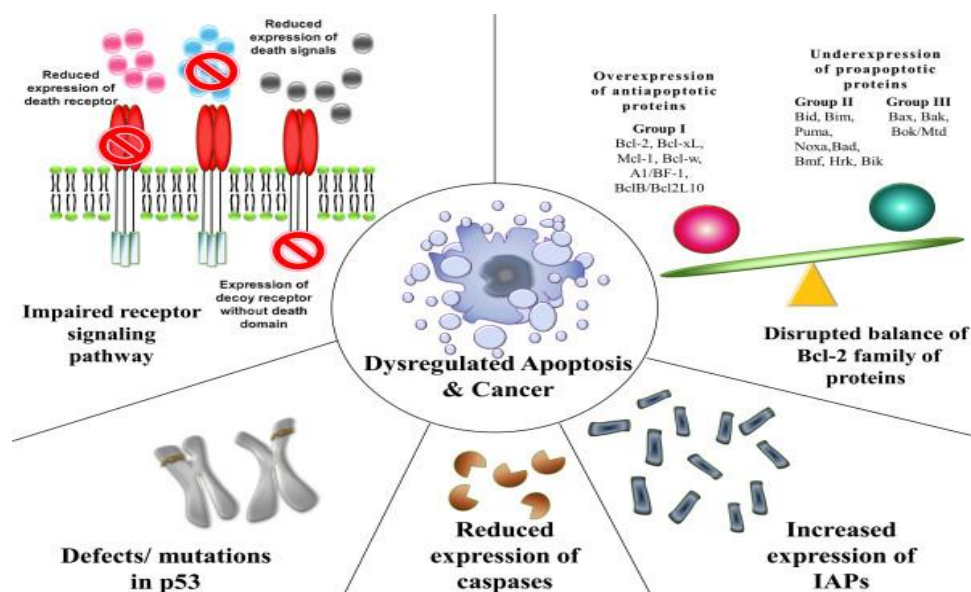 Reduced
expression of
death signals
Reduced
expression
of death
receptor
Expression of
decoy receptor
without death
domain
Impaired receptor
signaling
pathway
Overexpression
of antiapoptotic
proteins
Group I
Bcl-2, Bcl-xL,
Mcl-1, Bcl-w,
A1/BF-1,
BclB/Bcl2L10
Underexpression
of proapoptotic
proteins
Group II
Bid, Bim,
Puma,
Noxa,Bad,
Bmf, Hrk, Bik
Group III
Bax, Bak,
Bok/Mtd
Disrupted balance of
Bcl-2 family of
proteins
Dysregulated Apoptosis
& Cancer
Defects/ mutations
in p53
Reduced
expression of
caspases
Increased
expression of
IAPs